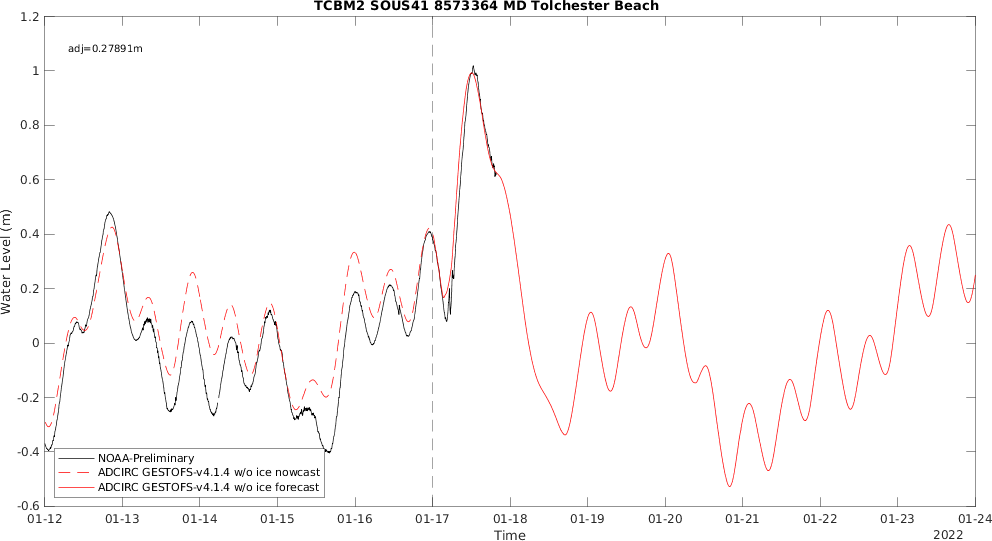 TCBM2 SOUS41 8573364 MD Tolchester Beach
adj=0.27891m
Water Level (m)
1.2
1
0.8
0.6
0.4
0.2
0
-0.2
-0.4
-0.6
NOAA-Preliminary
ADCIRC GESTOFS-v4.1.4 w/o ice nowcast
ADCIRC GESTOFS-v4.1.4 w/o ice forecast
01-12 01-13 01-14 01-15 01-16 01-17 01-18 01-19 01-20 01-21 01-22 01-23 01-24
Time
2022